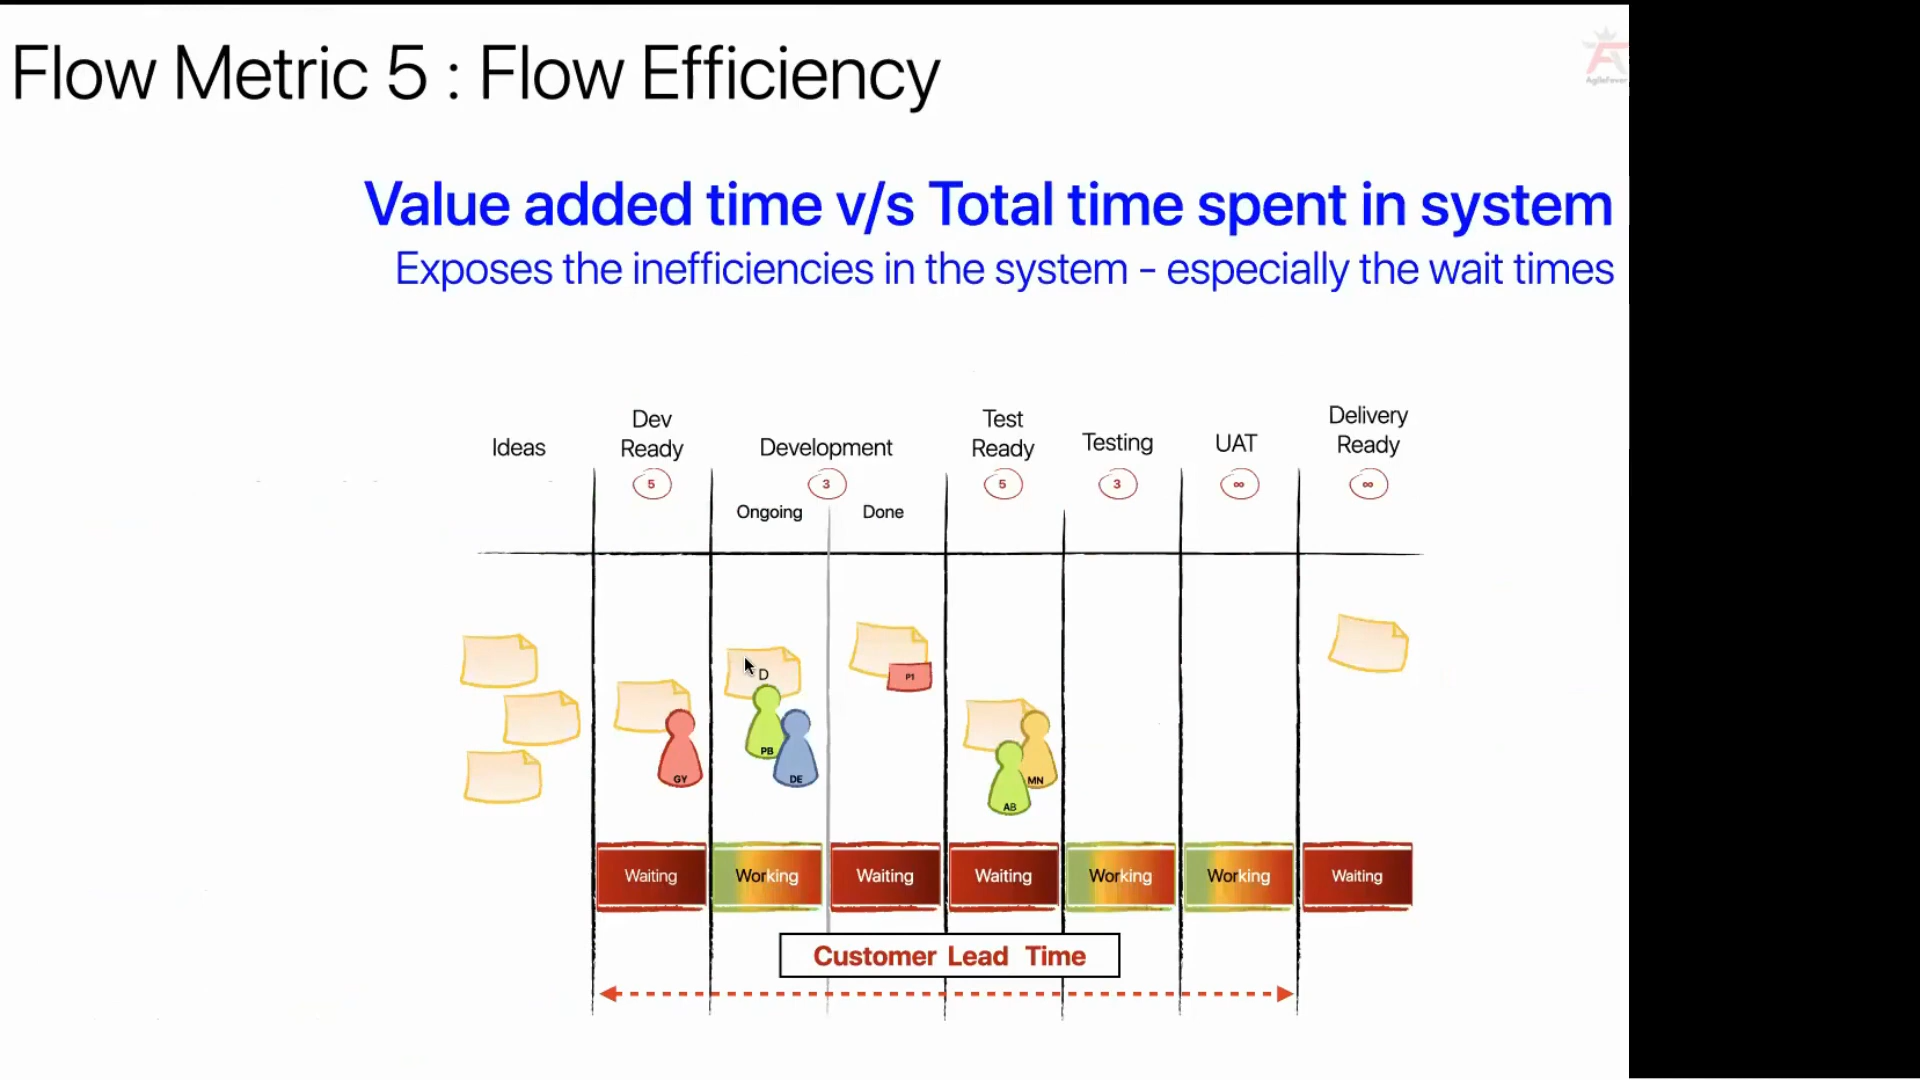 Flow Metric 5 : Flow Efficiency
AgileFever
Value added time v/s Total time spent in system
Exposes the inefficiencies in the system - especially the wait times
Ideas
Dev
Ready
5
Development
3
Ongoing
Done
Test
Ready
5
Testing
3
UAT
∞
Delivery
Ready
∞
D
P1
GY
PB
DE
MN
AB
Waiting
Working
Waiting
Waiting
Working
Working
Waiting
Customer Lead Time